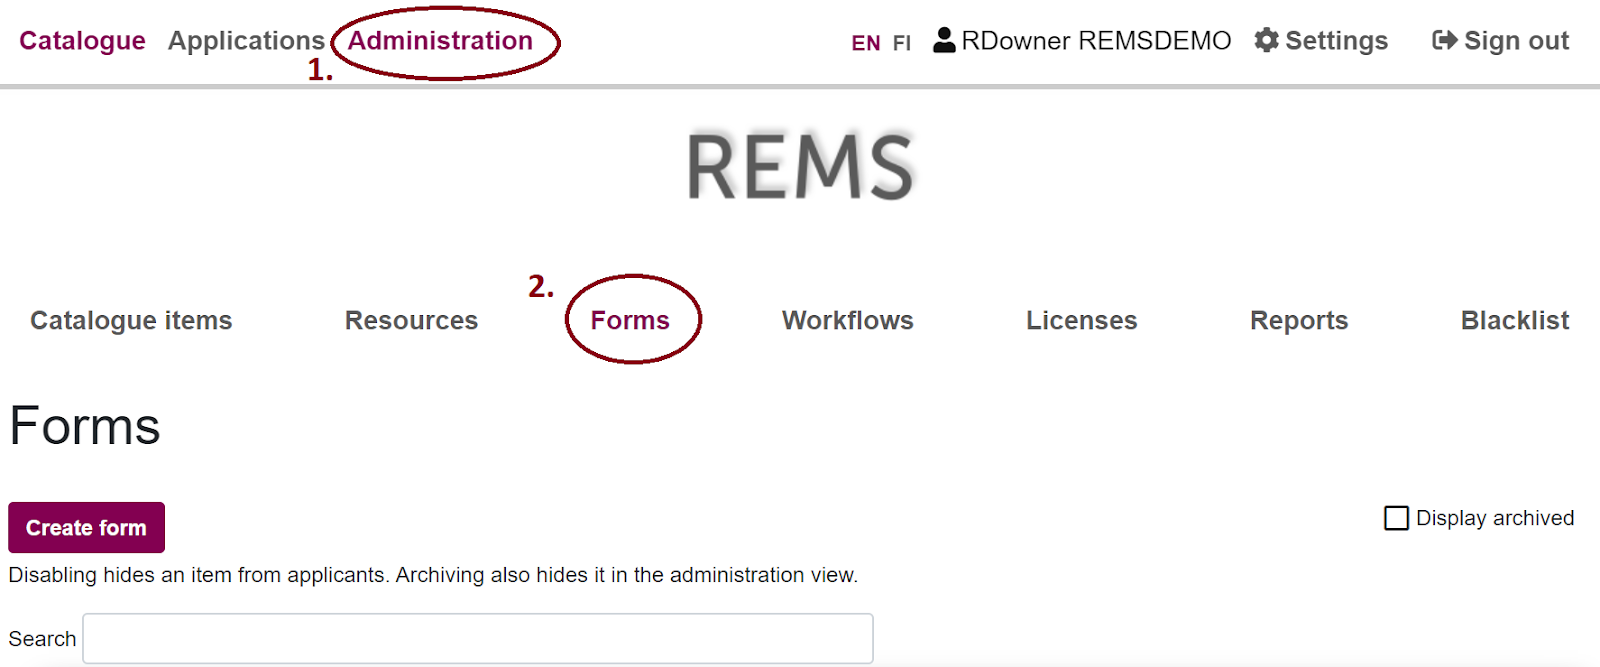 Catalogue Applications Administration EN FI RDowner REMSDEMO Settings Sign out
1.
REMS
2.
Catalogue items Resources Forms Workflows Licenses Reports Blacklist
Forms
Create form Display archived
Disabling hides an item from applicants. Archiving also hides it in the administration view.
Search